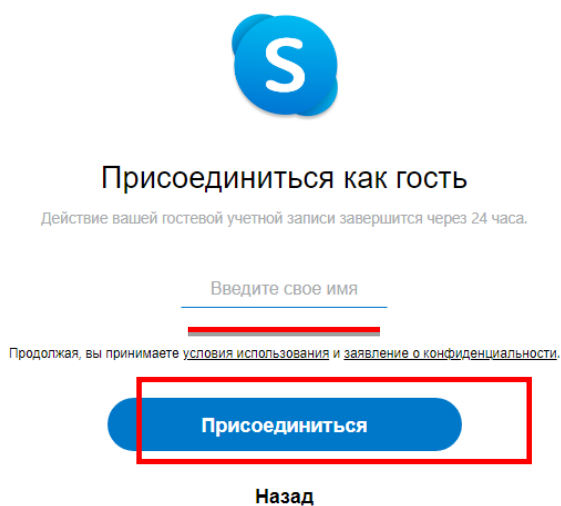 S
Присоединиться как гость
Действие вашей гостевой учетной записи завершится через 24 часа.
Введите свое имя
Продолжая, вы принимаете условия использования и заявление о конфиденциальности.
Присоединиться
Назад